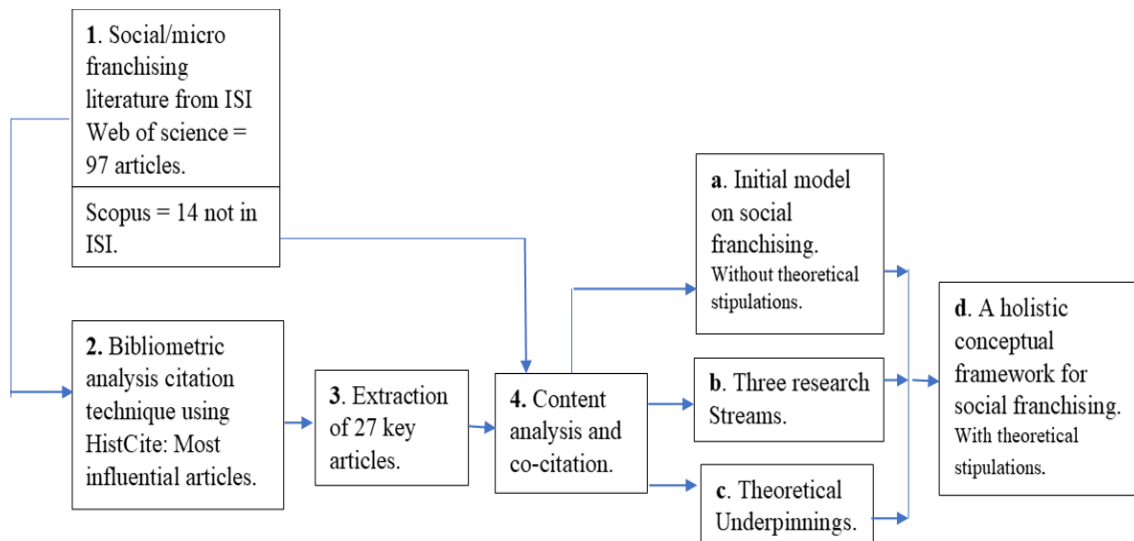 1. Social/micro
franchising
literature from ISI
Web of science =
97 articles.
Scopus = 14 not in
ISI.
2. Bibliometric
analysis citation
technique using
HistCite: Most
influential articles.
3. Extraction
of 27 key
articles.
4. Content
analysis and
co-citation.
a. Initial model
on social
franchising.
Without theoretical
stipulations.
b. Three research
Streams.
c. Theoretical
Underpinnings.
d. A holistic
conceptual
framework for
social franchising.
With theoretical
stipulations.